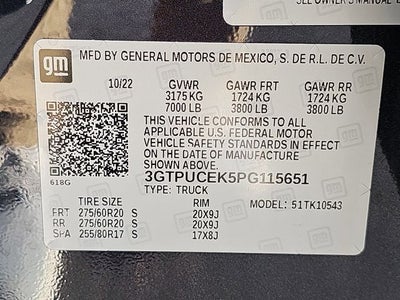 SEE OWNER'S MANUAL
gm
MFD BY GENERAL MOTORS DE MEXICO, S. DE R.L. DE C.V.
10/22 GVWR GAWR FRT GAWR RR
3175 KG 1724 KG 1724 KG
7000 LB 3800 LB 3800 LB
THIS VEHICLE CONFORMS TO ALL
APPLICABLE U.S. FEDERAL MOTOR
VEHICLE SAFETY STANDARDS IN EFFECT
ON THE DATE OF MANUFACTURE
SHOWN ABOVE.
618G 3GTPUCEK5PG115651
TYPE: TRUCK
TIRE SIZE RIM MODEL: 51TK10543
FRT 275/60R20 S 20X9J
RR 275/60R20 S 20X9J
SPA 255/80R17 S 17X8J